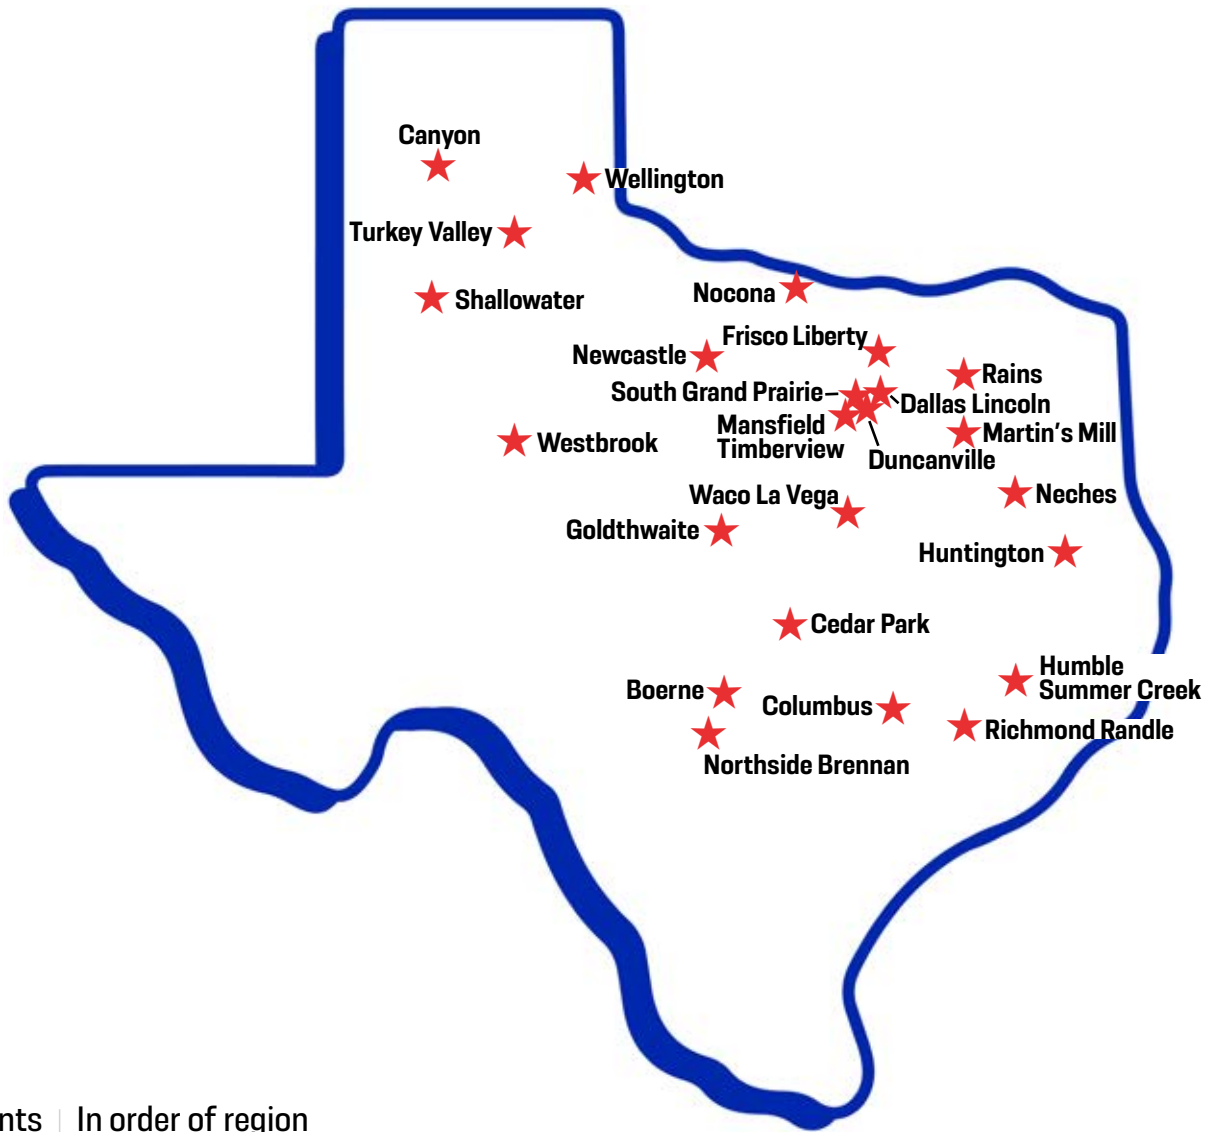 Canyon
Wellington
Turkey Valley
Shallowater
Nocona
Frisco Liberty
Newcastle
Rains
South Grand Prairie
Dallas Lincoln
Mansfield
Timberview
Martin's Mill
Westbrook
Duncanville
Waco La Vega
Neches
Goldthwaite
Huntington
Cedar Park
Humble
Summer Creek
Boerne
Columbus
Richmond Randle
Northside Brennan
In order of region